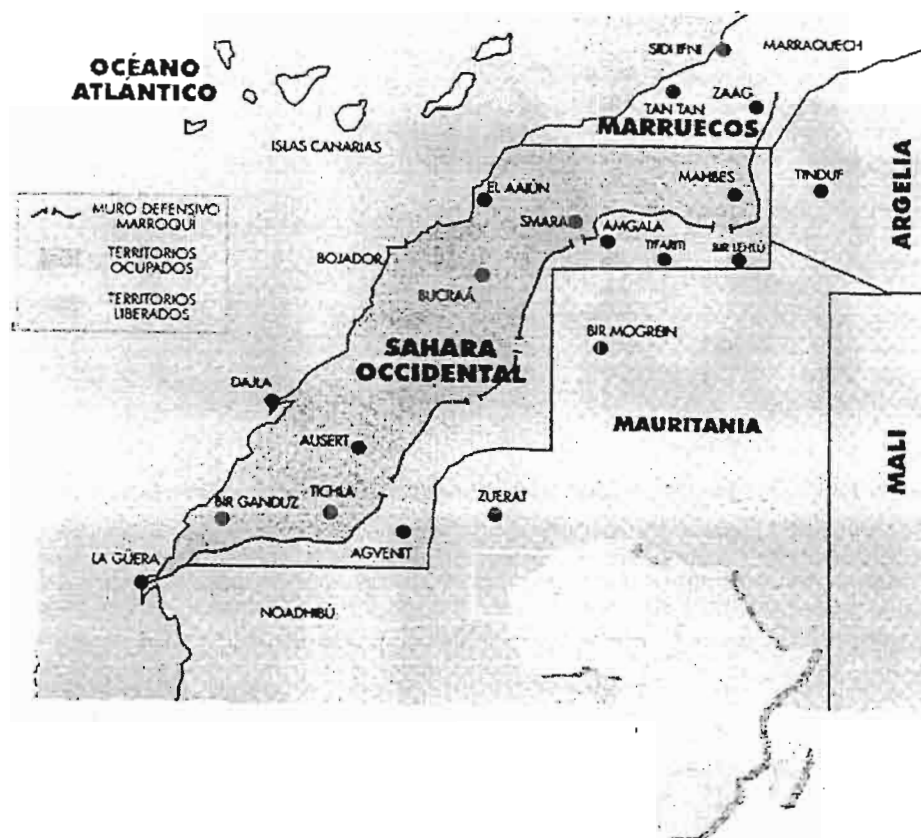 OCÉANO
ATLÁNTICO
ISLAS CANARIAS
SIDI IFNI
MARRAQUECH
TAN TAN
ZAAG
MARRUECOS
MURO DEFENSIVO
MARROQUI
TERRITORIOS
OCUPADOS
TERRITORIOS
LIBERADOS
EL AAIÚN
MAHBES
TINDUF
ARGELIA
SMARA
AMGALA
TIFARITI
BIR LEHLÚ
BOJADOR
BUCRAÁ
BIR MOGREIN
SAHARA
OCCIDENTAL
DAJLA
MAURITANIA
MALI
AUSERT
TICHLA
BIR GANDUZ
ZUERAT
AGVENIT
LA GÜERA
NOADHIBÚ